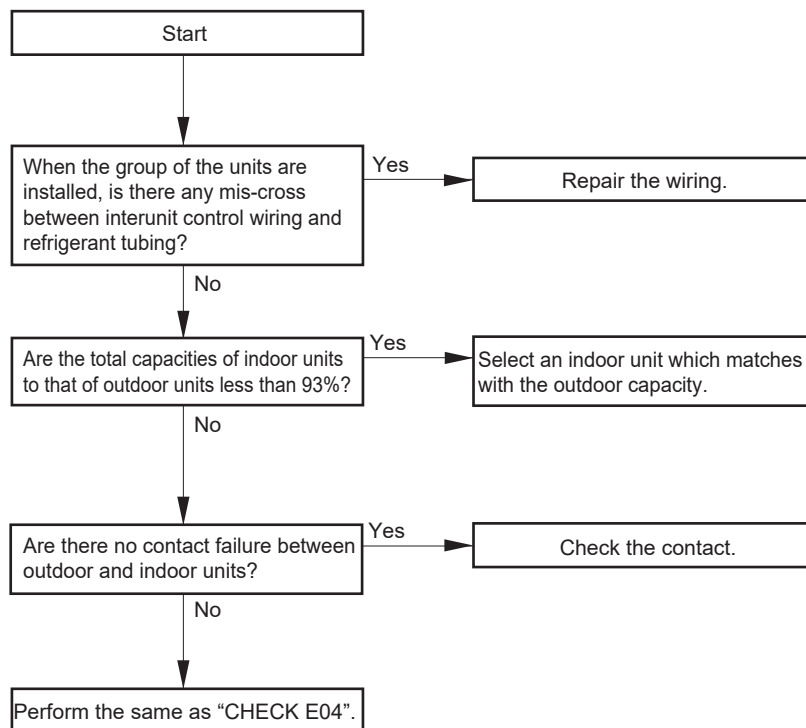 Start
When the group of the units are
installed, is there any mis-cross
between interunit control wiring and
refrigerant tubing?
Yes
Repair the wiring.
No
Are the total capacities of indoor units
to that of outdoor units less than 93%?
Yes
Select an indoor unit which matches
with the outdoor capacity.
No
Are there no contact failure between
outdoor and indoor units?
Yes
Check the contact.
No
Perform the same as “CHECK E04”.